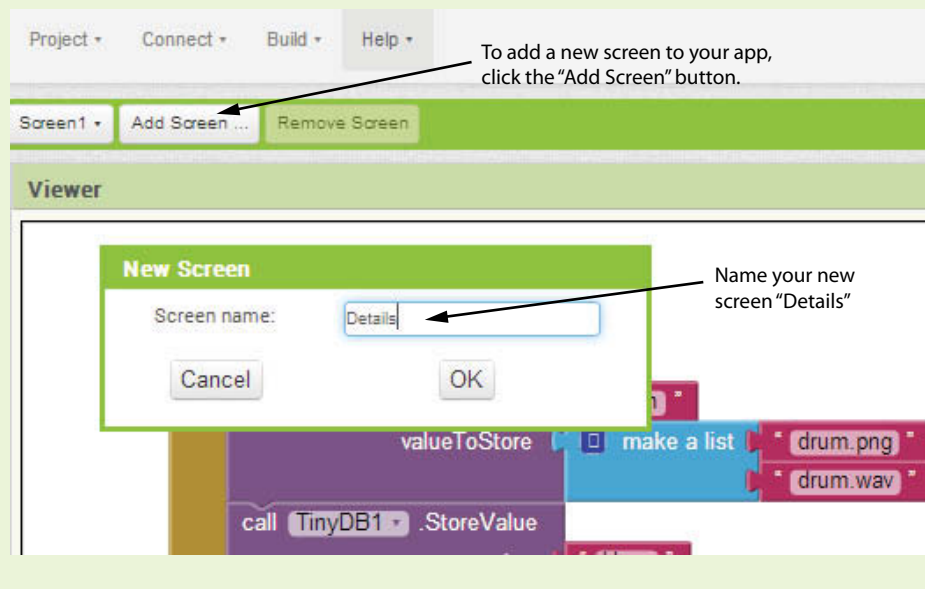 Project Connect Build Help
To add a new screen to your app,
click the “Add Screen” button.
Screen1 Add Screen ... Remove Screen
Viewer
New Screen
Name your new
screen “Details”
Screen name: Details
Cancel OK
valueToStore make a list " drum.png "
" drum.wav "
call TinyDB1 .StoreValue